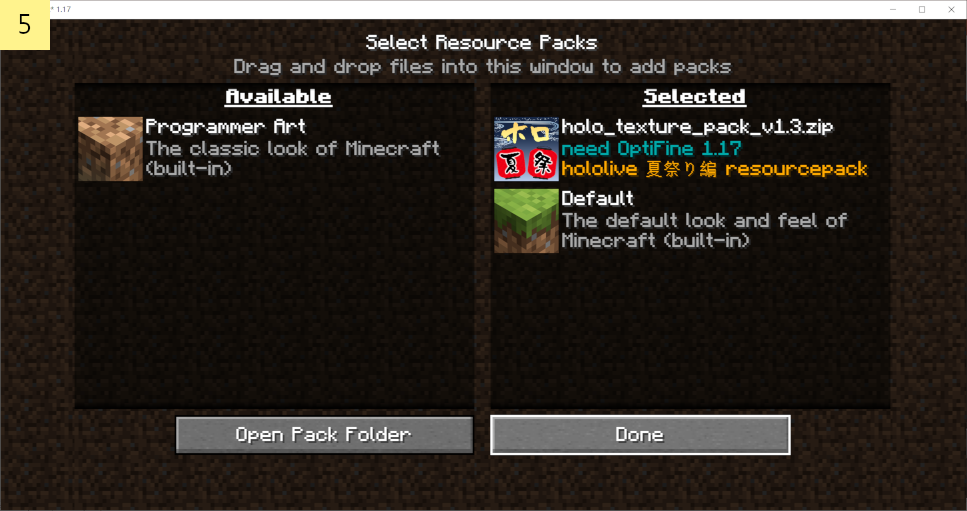 5
* 1.17
Select Resource Packs
Drag and drop files into this window to add packs
Available
Programmer Art
The classic look of Minecraft
(built-in)
Selected
ホロ
夏祭
holo_texture_pack_v1.3.zip
need OptiFine 1.17
hololive 夏祭り編 resourcepack
Default
The default look and feel of
Minecraft (built-in)
Open Pack Folder
Done